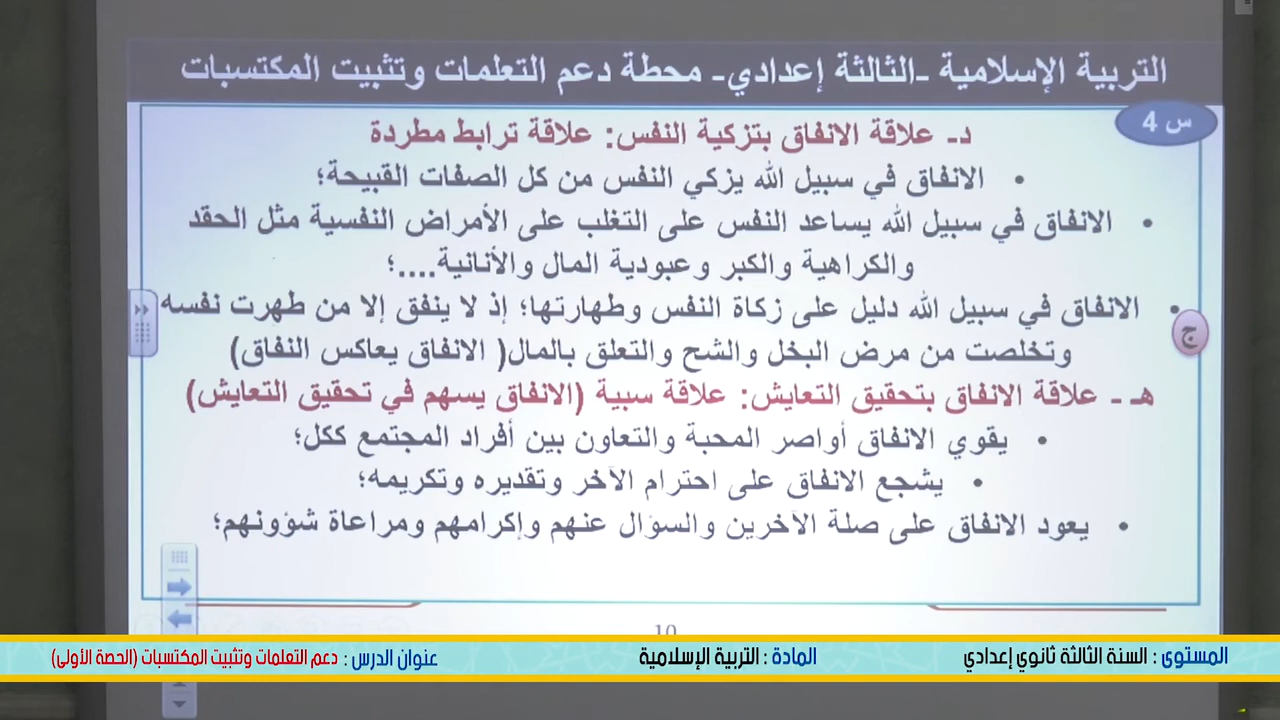 التربية الإسلامية -الثالثة إعدادي- محطة دعم التعلمات وتثبيت المكتسبات
س 4
د- علاقة الانفاق بتزكية النفس: علاقة ترابط مطردة
• الانفاق في سبيل الله يزكي النفس من كل الصفات القبيحة؛
• الانفاق في سبيل الله يساعد النفس على التغلب على الأمراض النفسية مثل الحقد
والكراهية والكبر وعبودية المال والأنانية....؛
• الانفاق في سبيل الله دليل على زكاة النفس وطهارتها؛ إذ لا ينفق إلا من طهرت نفسه
ج
وتخلصت من مرض البخل والشح والتعلق بالمال( الانفاق يعاكس النفاق)
هـ - علاقة الانفاق بتحقيق التعايش: علاقة سببية (الانفاق يسهم في تحقيق التعايش)
• يقوي الانفاق أواصر المحبة والتعاون بين أفراد المجتمع ككل؛
• يشجع الانفاق على احترام الآخر وتقديره وتكريمه؛
• يعود الانفاق على صلة الآخرين والسؤال عنهم وإكرامهم ومراعاة شؤونهم؛
10
المستوى : السنة الثالثة ثانوي إعدادي
المادة : التربية الإسلامية
عنوان الدرس : دعم التعلمات وتثبيت المكتسبات (الحصة الأولى)